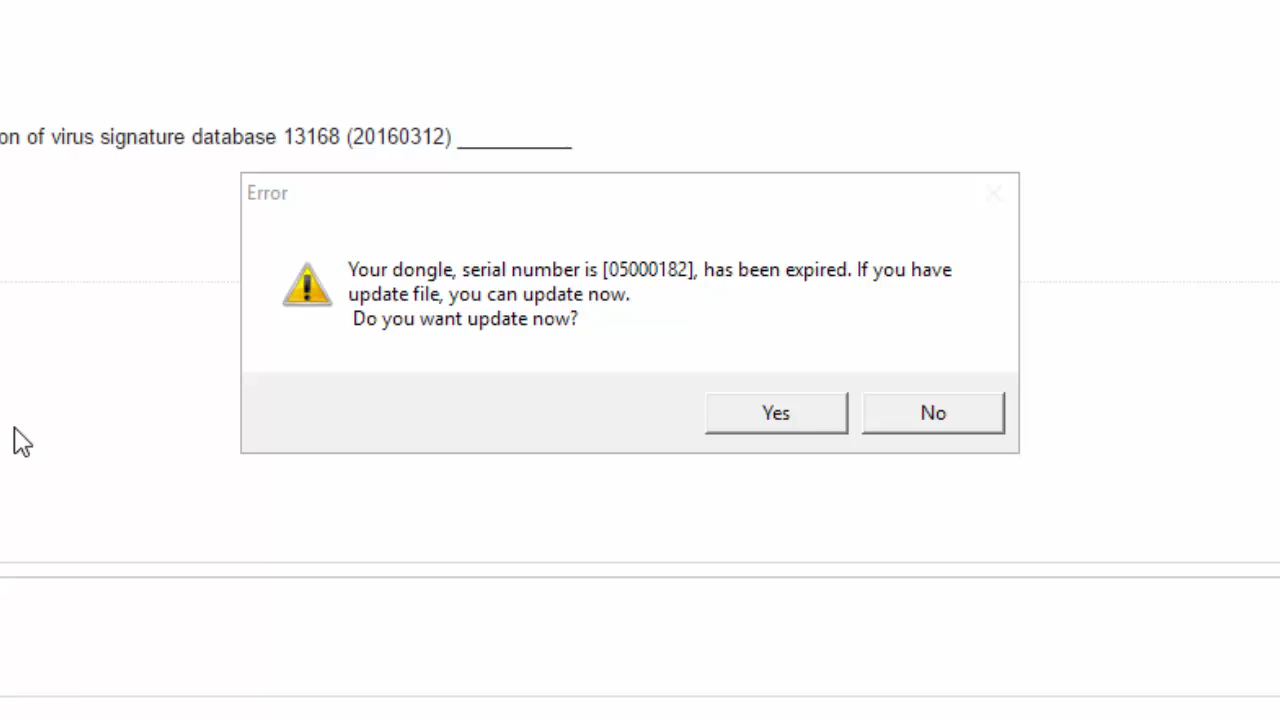 on of virus signature database 13168 (20160312) __________
Error
Your dongle, serial number is [05000182], has been expired. If you have
update file, you can update now.
Do you want update now?
Yes
No